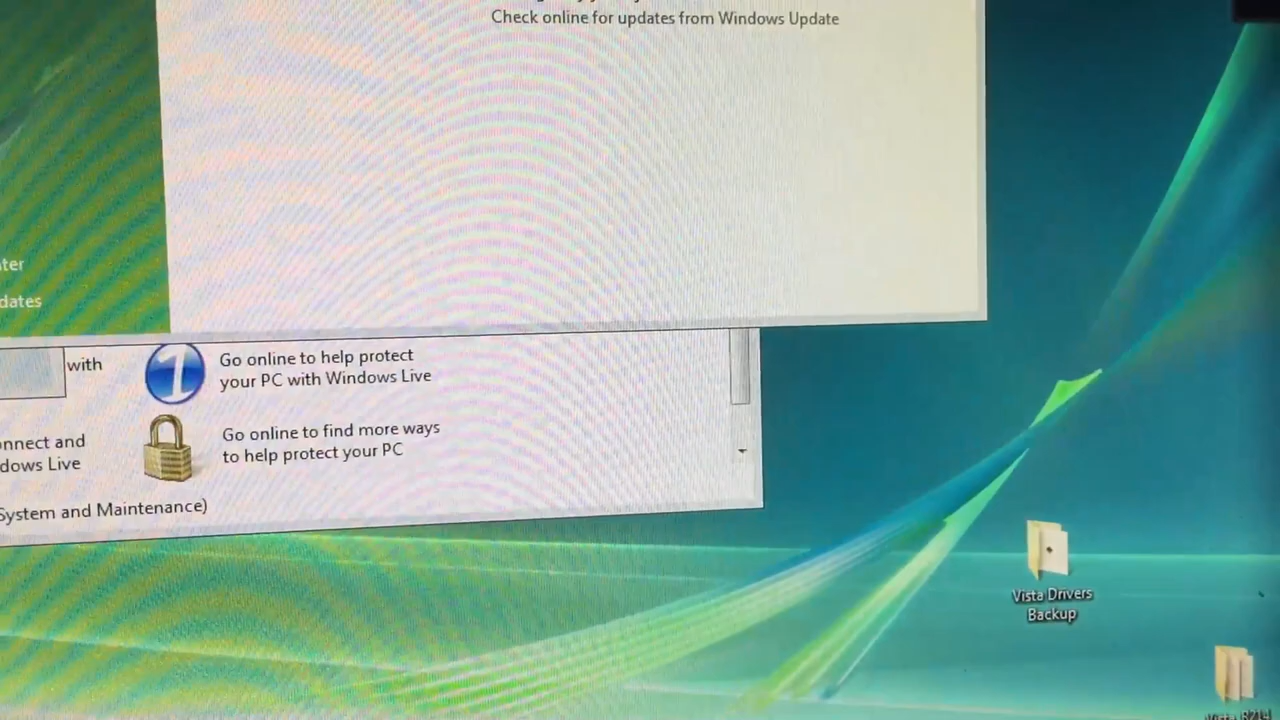 Check online for updates from Windows Update
ter
dates
with
Go online to help protect
your PC with Windows Live
nnect and
dows Live
Go online to find more ways
to help protect your PC
System and Maintenance)
Vista Drivers
Backup